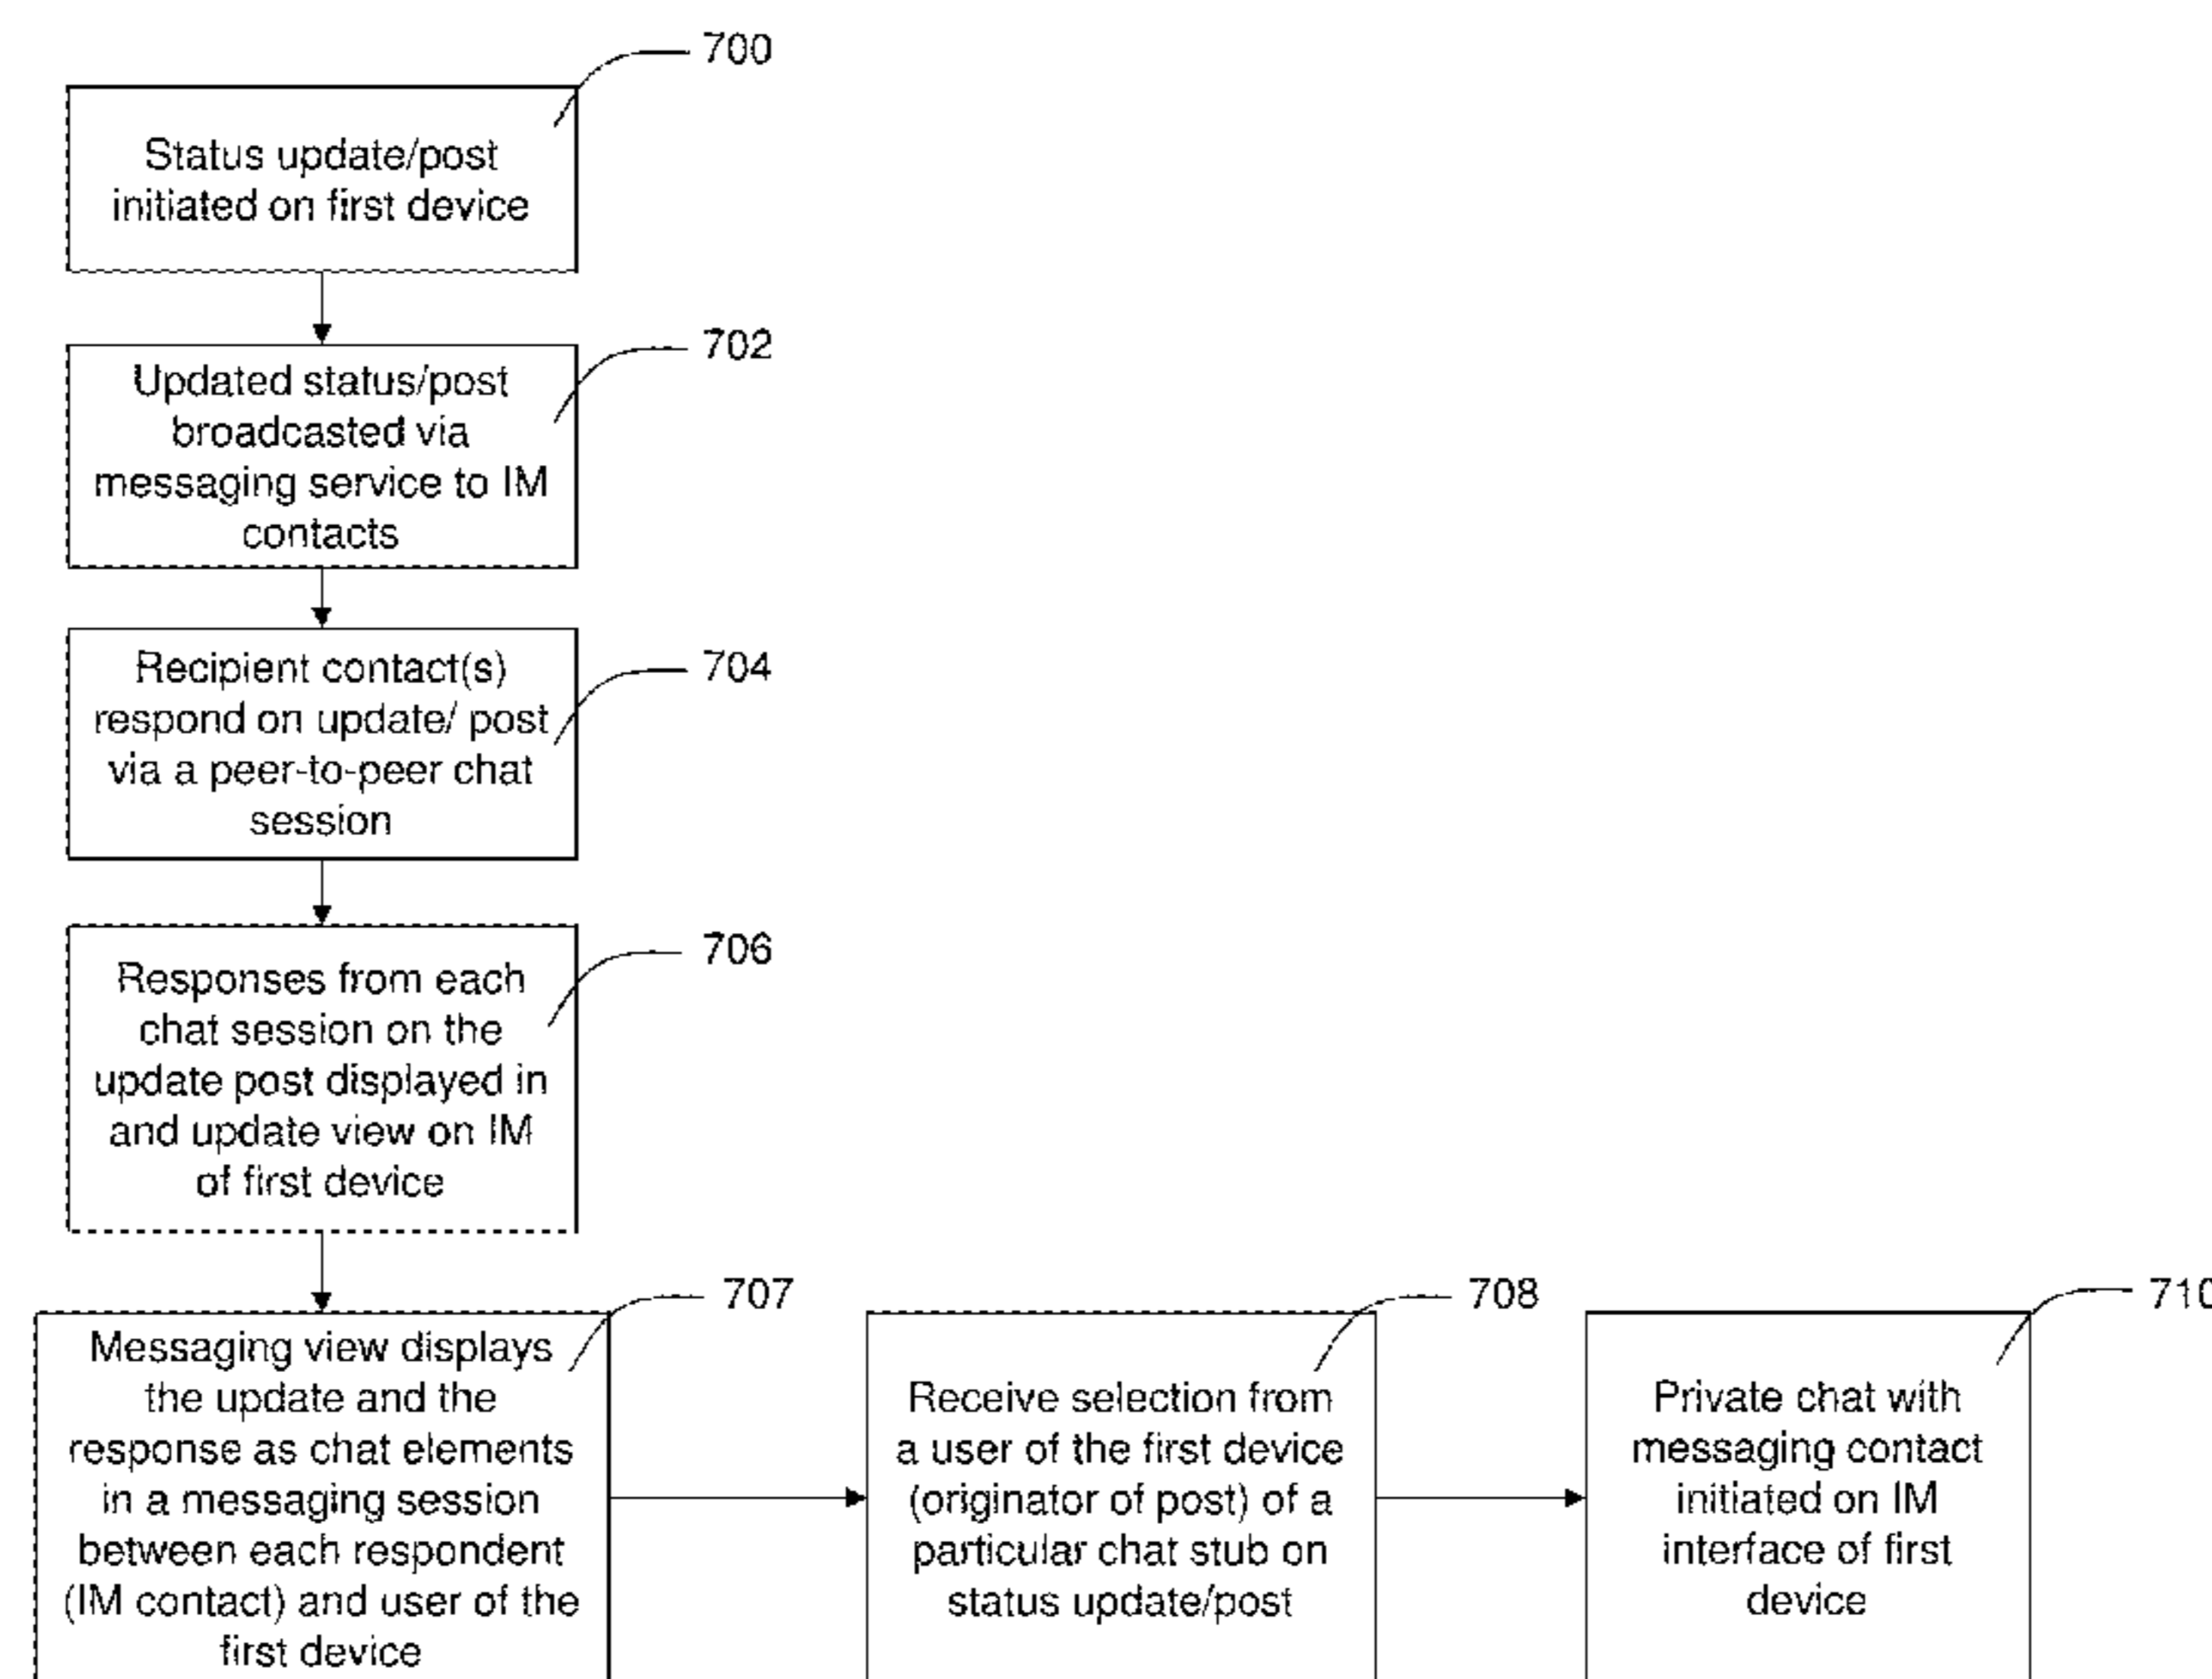 700
Status update/post
initiated on first device
702
Updated status/post
broadcasted via
messaging service to IM
contacts
704
Recipient contact(s)
respond on update/ post
via a peer-to-peer chat
session
706
Responses from each
chat session on the
update post displayed in
and update view on IM
of first device
707
Messaging view displays
the update and the
response as chat elements
in a messaging session
between each respondent
(IM contact) and user of the
first device
708
Receive selection from
a user of the first device
(originator of post) of a
particular chat stub on
status update/post
710
Private chat with
messaging contact
initiated on IM
interface of first
device